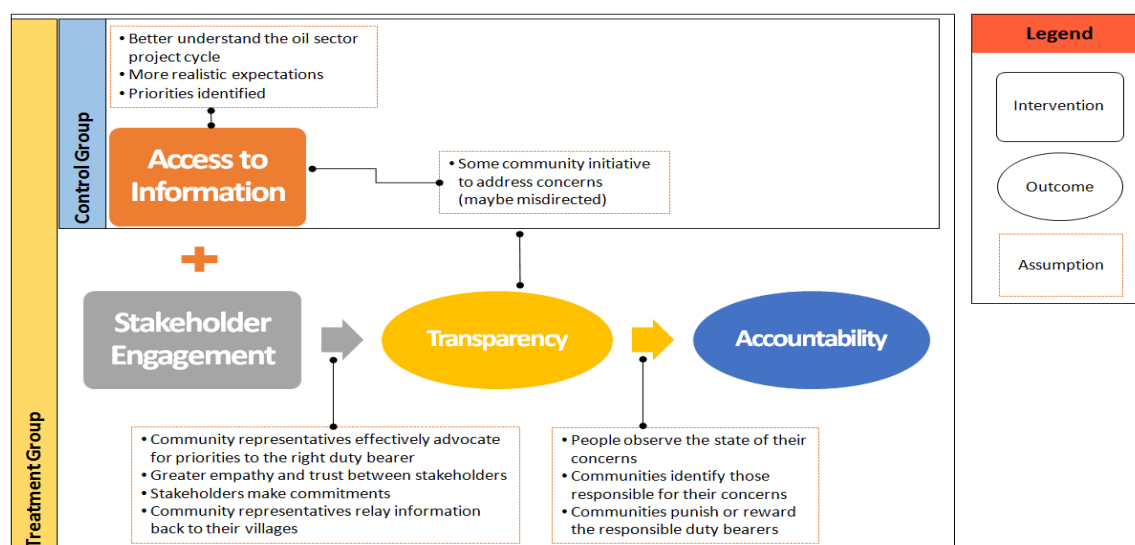 • Better understand the oil sector
project cycle
• More realistic expectations
• Priorities identified
Control Group
Access to
Information
• Some community initiative
to address concerns
(maybe misdirected)
Treatment Group
+
Stakeholder
Engagement
Transparency
Accountability
• Community representatives effectively advocate
for priorities to the right duty bearer
• Greater empathy and trust between stakeholders
• Stakeholders make commitments
• Community representatives relay information
back to their villages
• People observe the state of their
concerns
• Communities identify those
responsible for their concerns
• Communities punish or reward
the responsible duty bearers
Legend
Intervention
Outcome
Assumption